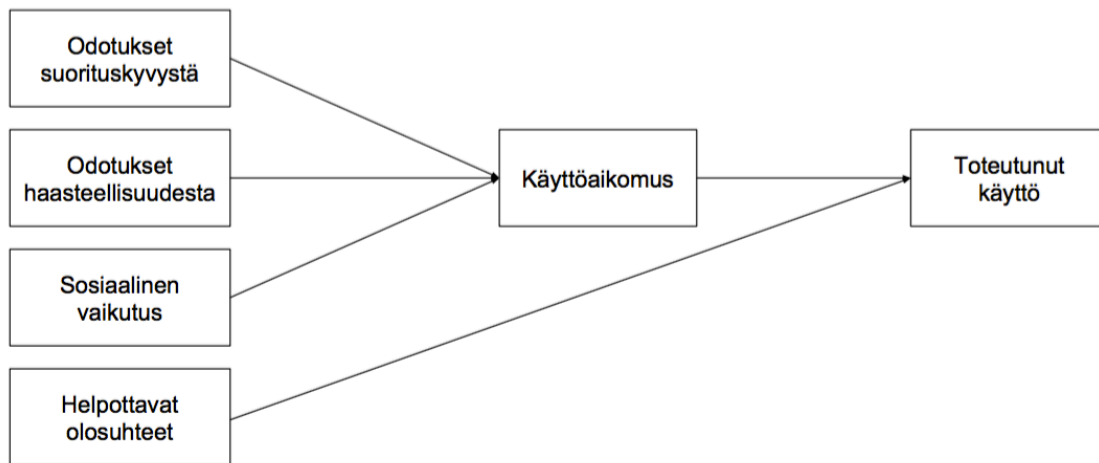 Odotukset
suorituskyvystä
Odotukset
haasteellisuudesta
Käyttöaikomus
Toteutunut
käyttö
Sosiaalinen
vaikutus
Helpottavat
olosuhteet